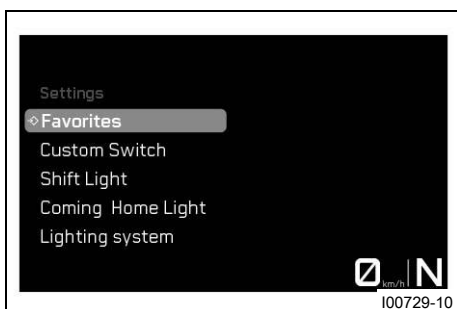 Settings
Favorites
Custom Switch
Shift Light
Coming Home Light
Lighting system
0 km/h N
I00729-10